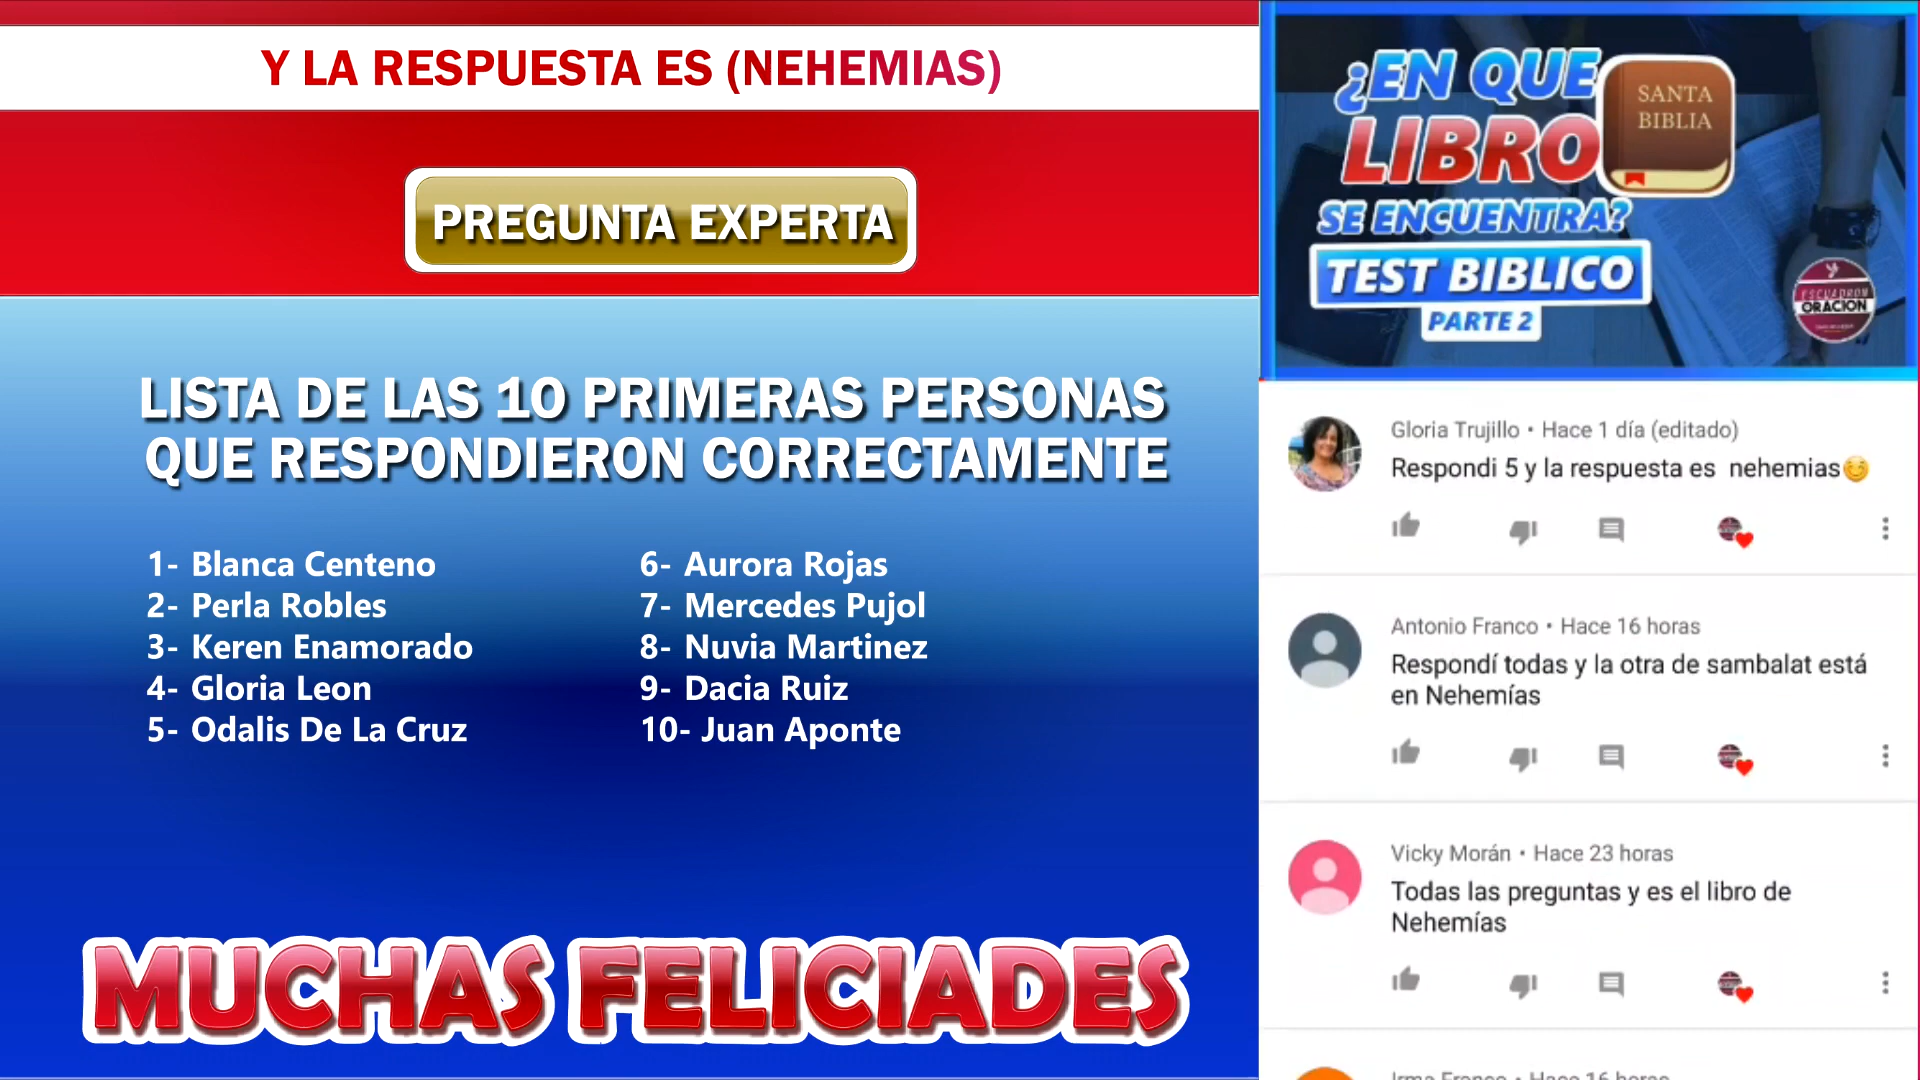 Y LA RESPUESTA ES (NEHEMIAS)
PREGUNTA EXPERTA
LISTA DE LAS 10 PRIMERAS PERSONAS
QUE RESPONDIERON CORRECTAMENTE
1- Blanca Centeno
2- Perla Robles
3- Keren Enamorado
4- Gloria Leon
5- Odalis De La Cruz
6- Aurora Rojas
7- Mercedes Pujol
8- Nuvia Martinez
9- Dacia Ruiz
10- Juan Aponte
MUCHAS FELICIADES
¿EN QUE
LIBRO
SANTA
BIBLIA
SE ENCUENTRA?
TEST BIBLICO
PARTE 2
ESCUADRON
ORACION
Gloria Trujillo • Hace 1 día (editado)
Respondi 5 y la respuesta es nehemias😊
Antonio Franco • Hace 16 horas
Respondí todas y la otra de sambalat está
en Nehemías
Vicky Morán • Hace 23 horas
Todas las preguntas y es el libro de
Nehemías
Irma Franco • Hace 16 horas